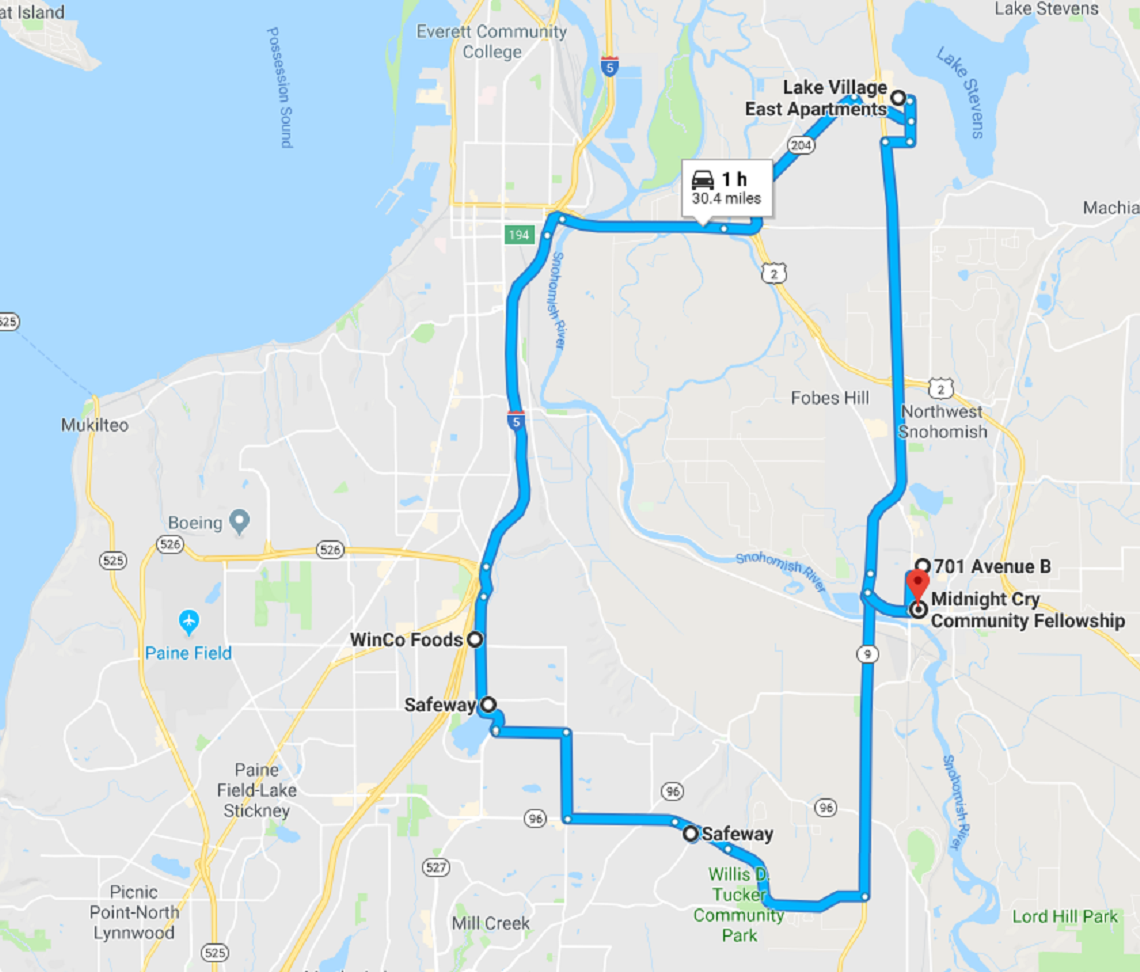 at Island
Possession Sound
Everett Community
College
5
Lake Stevens
Lake Stevens
Lake Village
East Apartments
204
1 h
30.4 miles
Machia
194
Snohomish River
2
525
2
Fobes Hill
Northwest
Snohomish
Mukilteo
5
Boeing
526
526
525
Snohomish River
701 Avenue B
Midnight Cry
Community Fellowship
Paine Field
WinCo Foods
9
Safeway
Paine
Field-Lake
Stickney
96
96
96
Safeway
Snohomish River
527
Willis D.
Tucker
Community
Park
Picnic
Point-North
Lynnwood
Mill Creek
Lord Hill Park
525